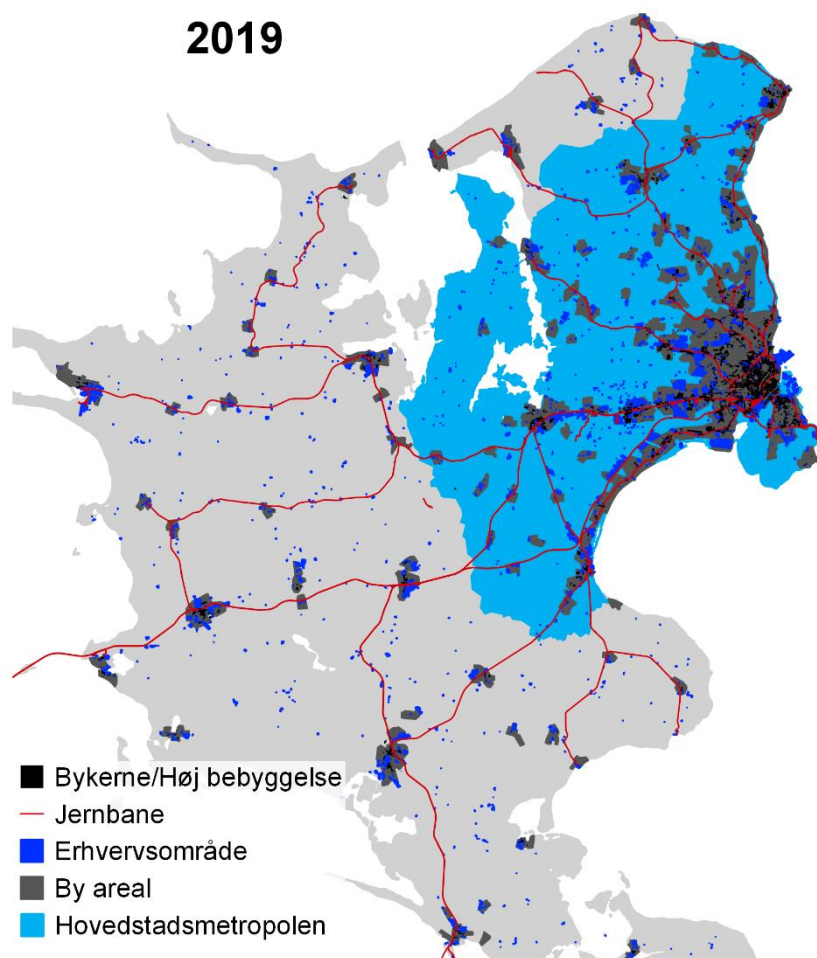 2019
Bykerne/Høj bebyggelse
Jernbane
Erhvervsområde
By areal
Hovedstadsmetropolen